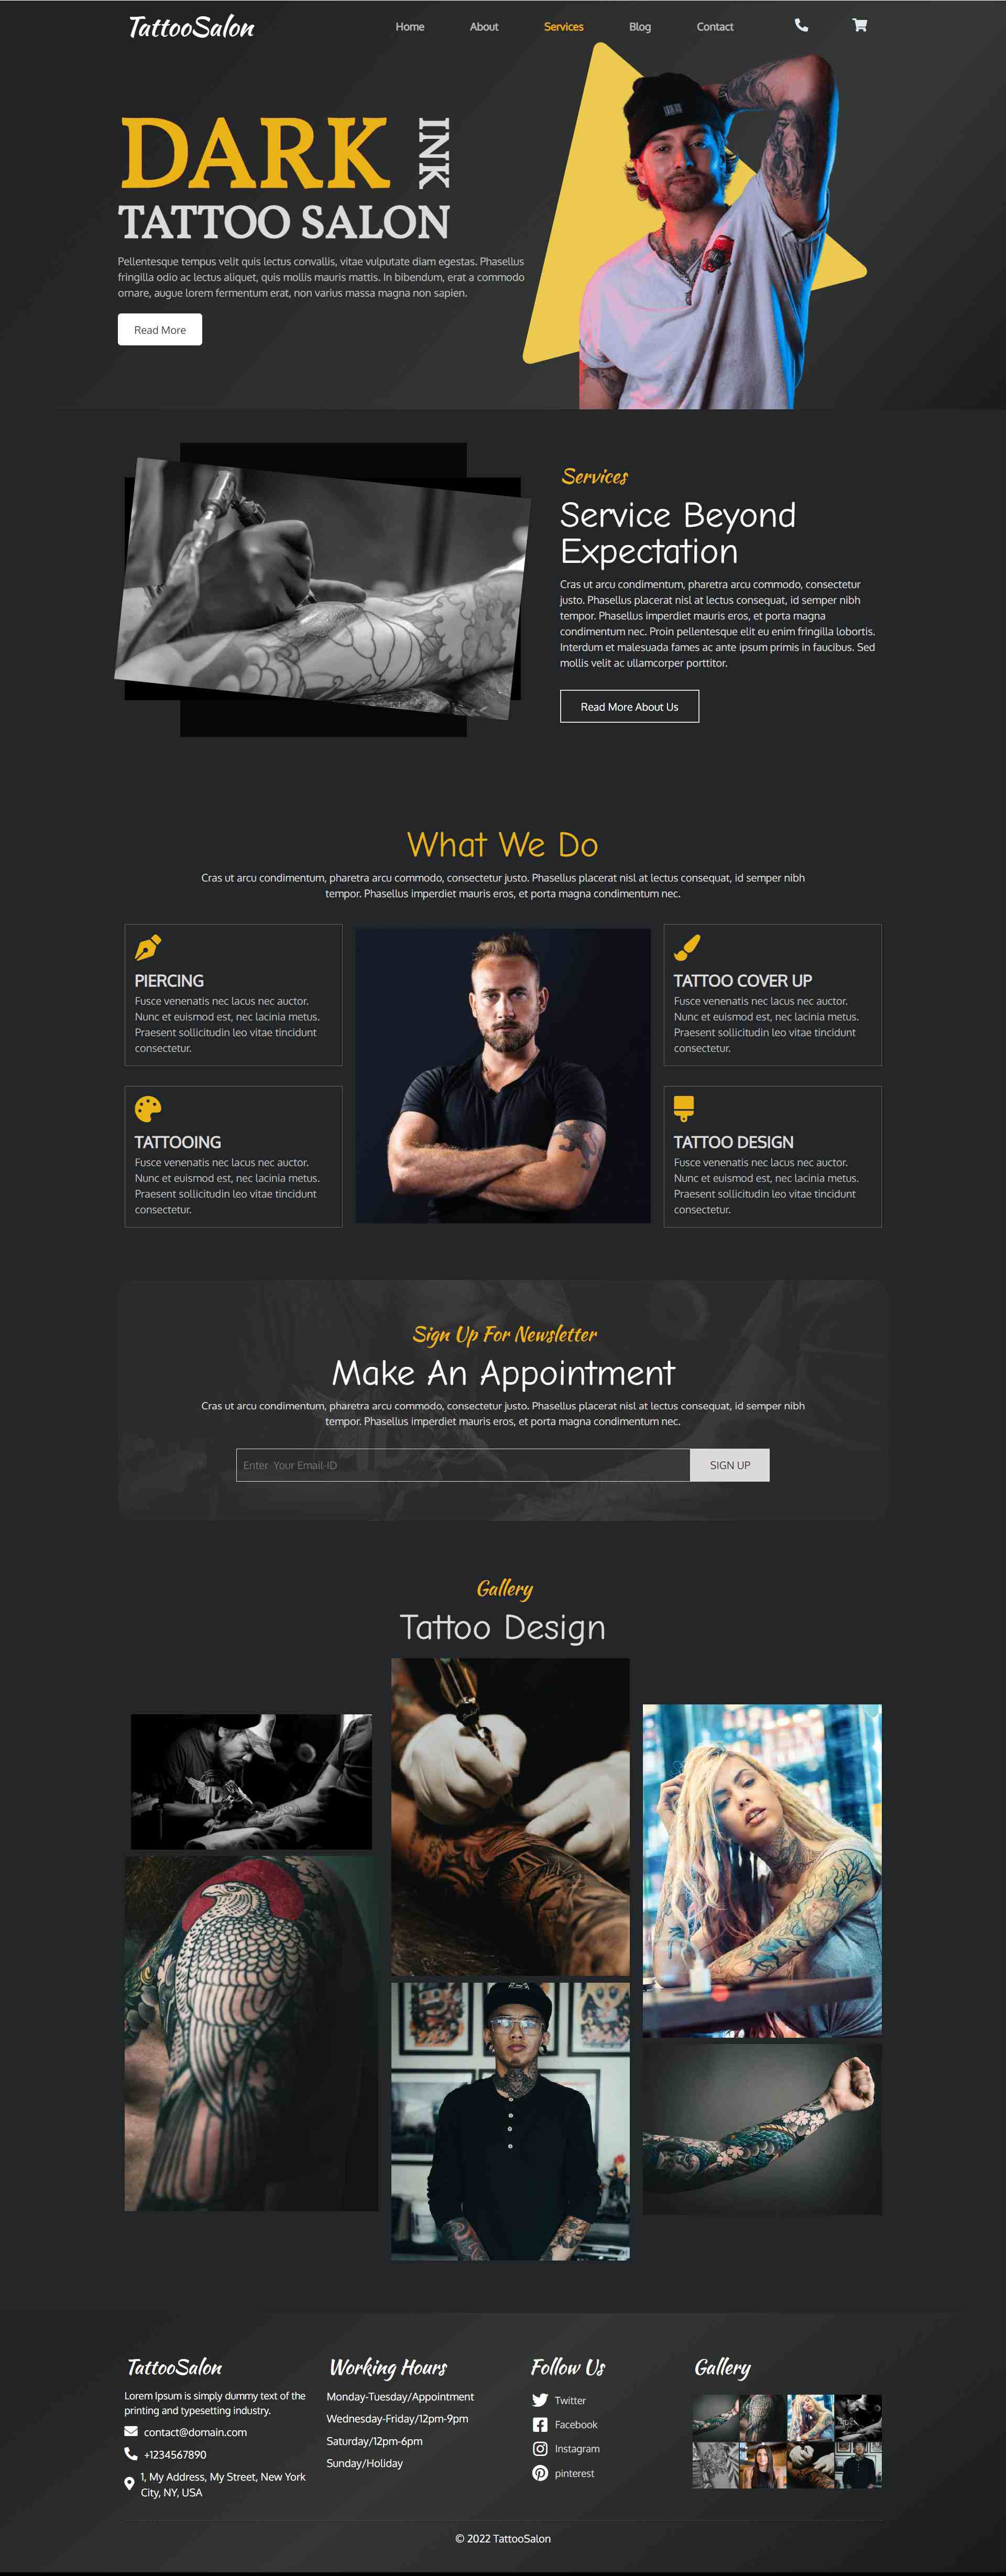 TattooSalon
Home About Services Blog Contact
DARK INK
TATTOO SALON
Pellentesque tempus velit quis lectus convallis, vitae vulputate diam egestas. Phasellus
fringilla odio ac lectus aliquet, quis mollis mauris mattis. In bibendum, erat a commodo
ornare, augue lorem fermentum erat, non varius massa magna non sapien.
Read More
Services
Service Beyond
Expectation
Cras ut arcu condimentum, pharetra arcu commodo, consectetur
justo. Phasellus placerat nisl at lectus consequat, id semper nibh
tempor. Phasellus imperdiet mauris eros, et porta magna
condimentum nec. Proin pellentesque elit eu enim fringilla lobortis.
Interdum et malesuada fames ac ante ipsum primis in faucibus. Sed
mollis velit ac ullamcorper porttitor.
Read More About Us
What We Do
Cras ut arcu condimentum, pharetra arcu commodo, consectetur justo. Phasellus placerat nisl at lectus consequat, id semper nibh
tempor. Phasellus imperdiet mauris eros, et porta magna condimentum nec.
PIERCING
Fusce venenatis nec lacus nec auctor.
Nunc et euismod est, nec lacinia metus.
Praesent sollicitudin leo vitae tincidunt
consectetur.
TATTOOING
Fusce venenatis nec lacus nec auctor.
Nunc et euismod est, nec lacinia metus.
Praesent sollicitudin leo vitae tincidunt
consectetur.
TATTOO COVER UP
Fusce venenatis nec lacus nec auctor.
Nunc et euismod est, nec lacinia metus.
Praesent sollicitudin leo vitae tincidunt
consectetur.
TATTOO DESIGN
Fusce venenatis nec lacus nec auctor.
Nunc et euismod est, nec lacinia metus.
Praesent sollicitudin leo vitae tincidunt
consectetur.
Sign Up For Newsletter
Make An Appointment
Cras ut arcu condimentum, pharetra arcu commodo, consectetur justo. Phasellus placerat nisl at lectus consequat, id semper nibh
tempor. Phasellus imperdiet mauris eros, et porta magna condimentum nec.
Enter Your Email-ID
SIGN UP
Gallery
Tattoo Design
TattooSalon
Lorem Ipsum is simply dummy text of the
printing and typesetting industry.
contact@domain.com
+1234567890
1, My Address, My Street, New York
City, NY, USA
Working Hours
Monday-Tuesday/Appointment
Wednesday-Friday/12pm-9pm
Saturday/12pm-6pm
Sunday/Holiday
Follow Us
Twitter
Facebook
Instagram
pinterest
Gallery
© 2022 TattooSalon